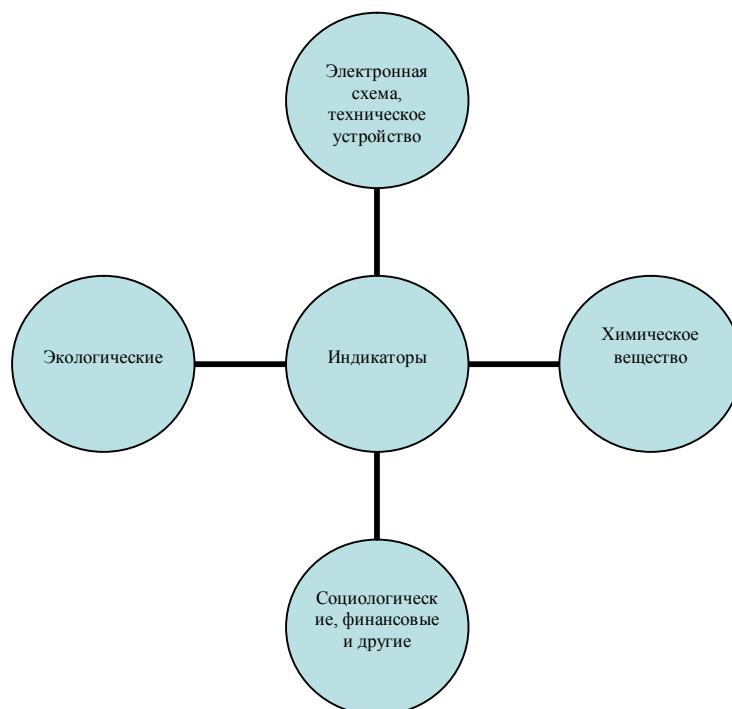 Электронная
схема,
техническое
устройство
Экологические
Индикаторы
Химическое
вещество
Социологическ
ие, финансовые
и другие